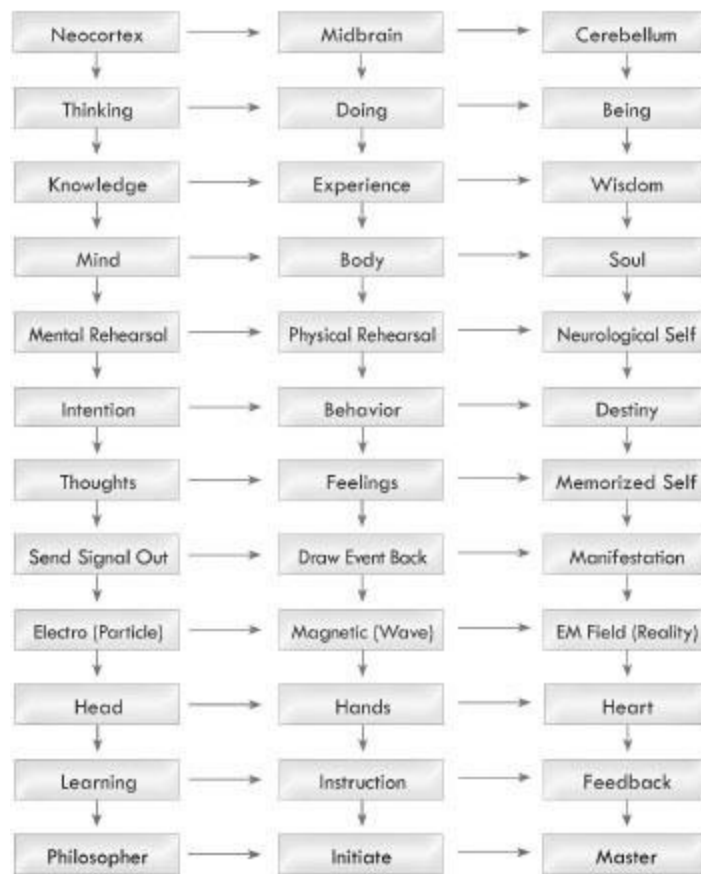 Neocortex Midbrain Cerebellum
Thinking Doing Being
Knowledge Experience Wisdom
Mind Body Soul
Mental Rehearsal Physical Rehearsal Neurological Self
Intention Behavior Destiny
Thoughts Feelings Memorized Self
Send Signal Out Draw Event Back Manifestation
Electro (Particle) Magnetic (Wave) EM Field (Reality)
Head Hands Heart
Learning Instruction Feedback
Philosopher Initiate Master